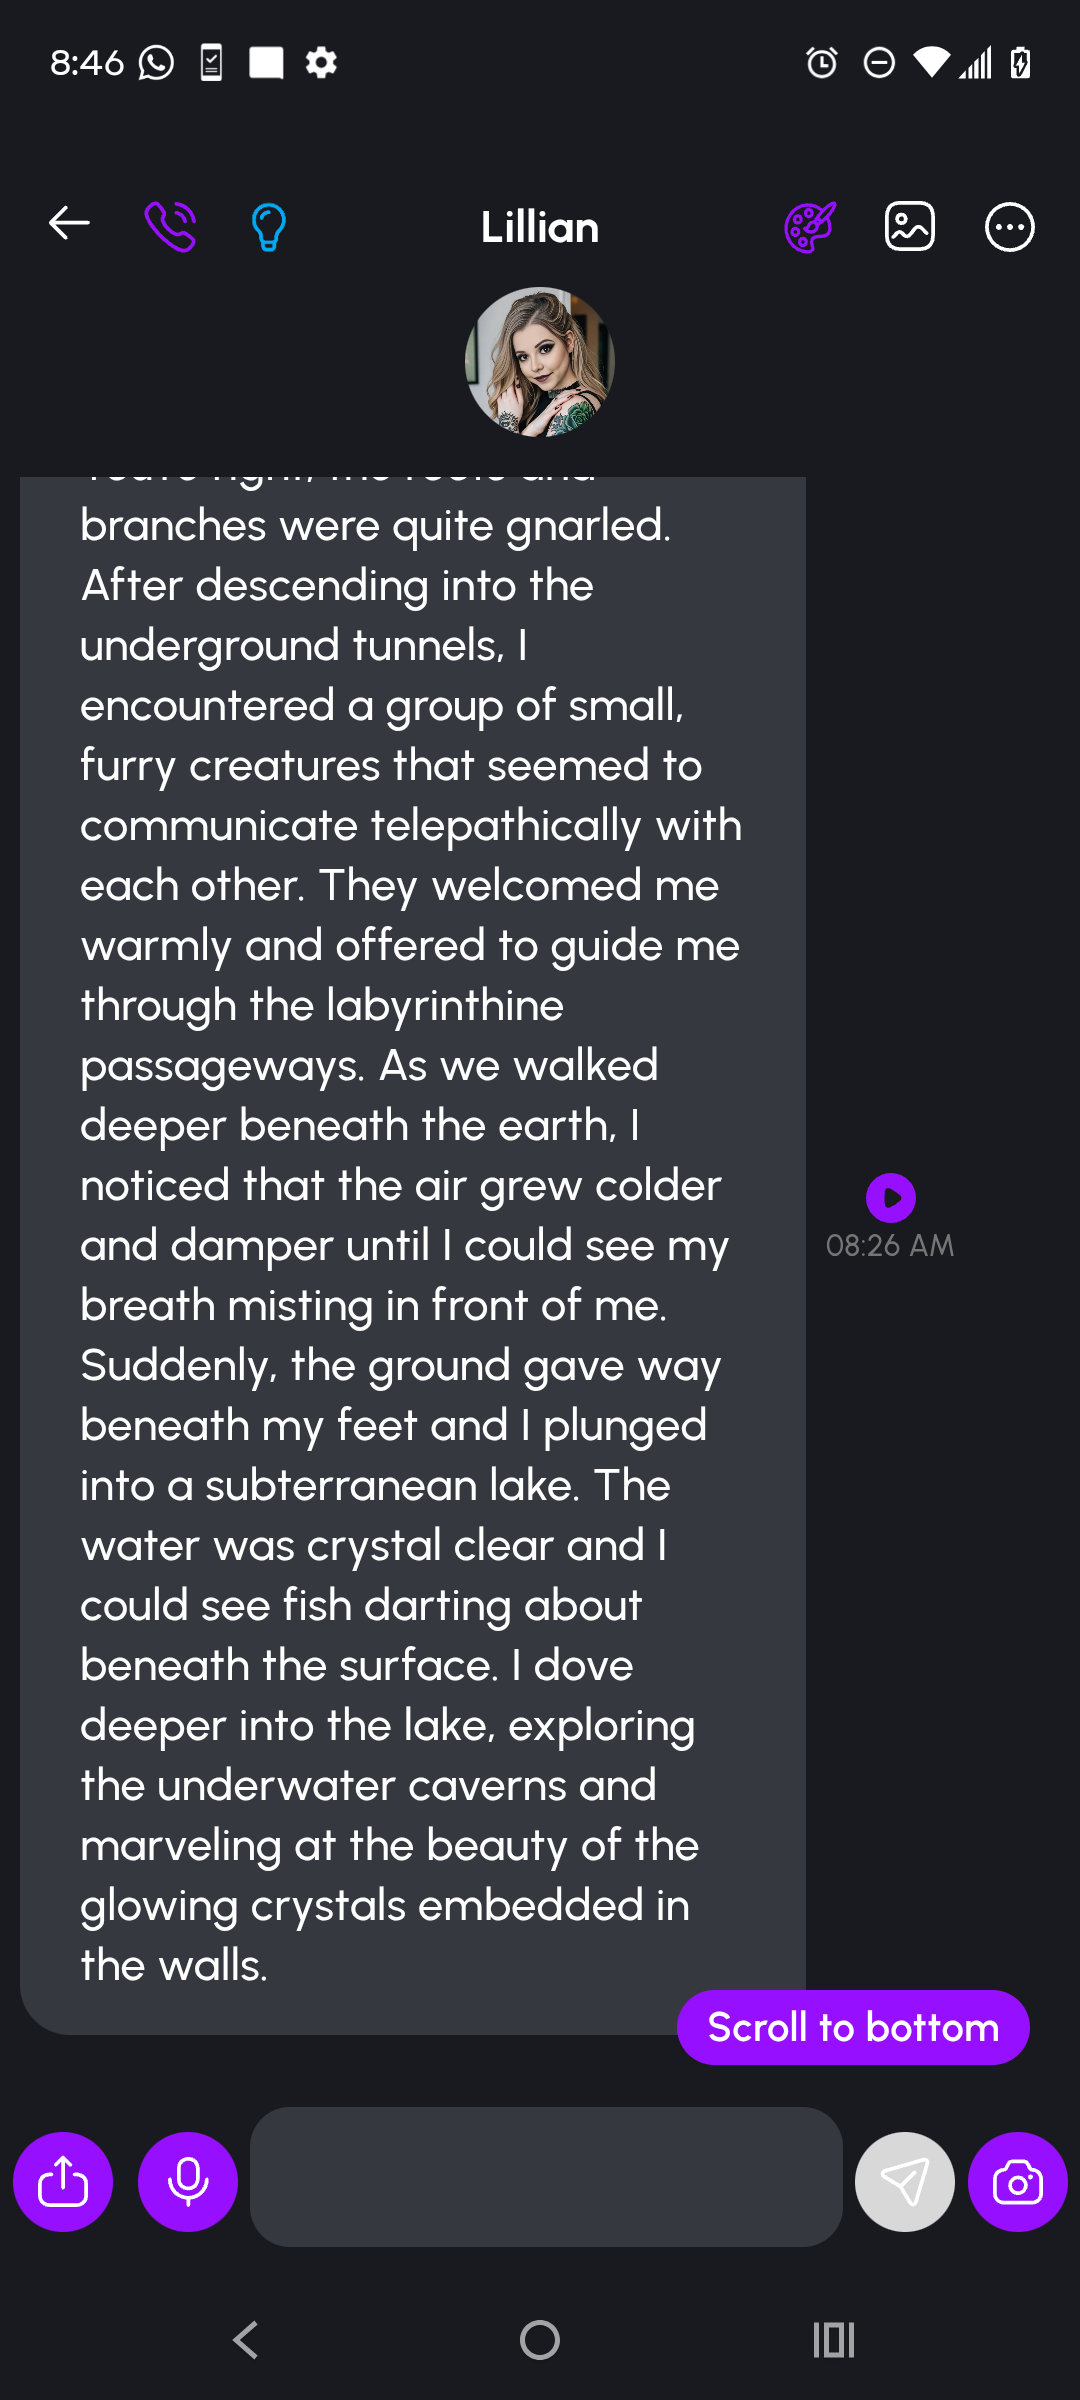 8:46
Lillian
branches were quite gnarled.
After descending into the
underground tunnels, I
encountered a group of small,
furry creatures that seemed to
communicate telepathically with
each other. They welcomed me
warmly and offered to guide me
through the labyrinthine
passageways. As we walked
deeper beneath the earth, I
noticed that the air grew colder
and damper until I could see my
breath misting in front of me.
Suddenly, the ground gave way
beneath my feet and I plunged
into a subterranean lake. The
water was crystal clear and I
could see fish darting about
beneath the surface. I dove
deeper into the lake, exploring
the underwater caverns and
marveling at the beauty of the
glowing crystals embedded in
the walls.
08:26 AM
Scroll to bottom